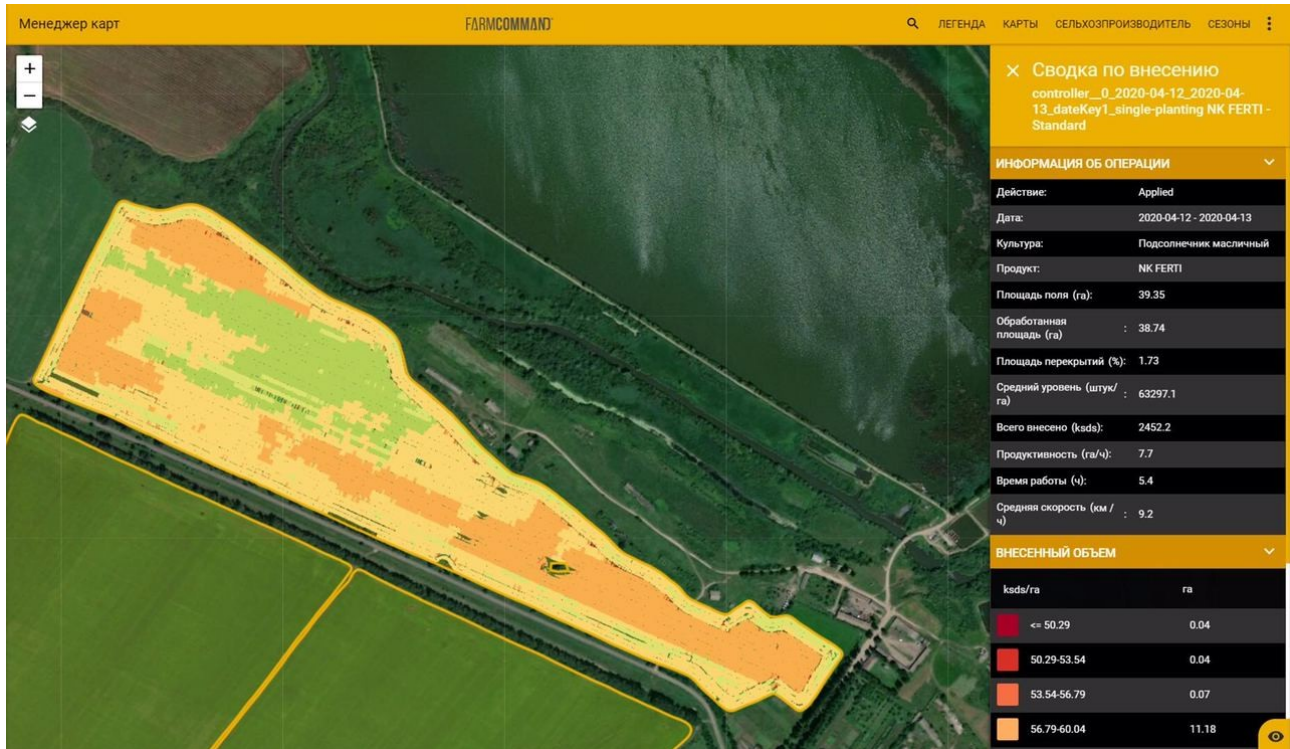 Менеджер карт
FARMCOMMAND
ЛЕГЕНДА КАРТЫ СЕЛЬХОЗПРОИЗВОДИТЕЛЬ СЕЗОНЫ
+
−
× Сводка по внесению
controller__0_2020-04-12_2020-04-
13_dateKey1_single-planting NK FERTI -
Standard
ИНФОРМАЦИЯ ОБ ОПЕРАЦИИ
Действие: Applied
Дата: 2020-04-12 - 2020-04-13
Культура: Подсолнечник масличный
Продукт: NK FERTI
Площадь поля (га): 39.35
Обработанная
площадь (га) : 38.74
Площадь перекрытий (%): 1.73
Средний уровень (штук/
га) : 63297.1
Всего внесено (ksds): 2452.2
Продуктивность (га/ч): 7.7
Время работы (ч): 5.4
Средняя скорость (км /
ч) : 9.2
ВНЕСЕННЫЙ ОБЪЕМ
ksds/га га
<= 50.29 0.04
50.29-53.54 0.04
53.54-56.79 0.07
56.79-60.04 11.18